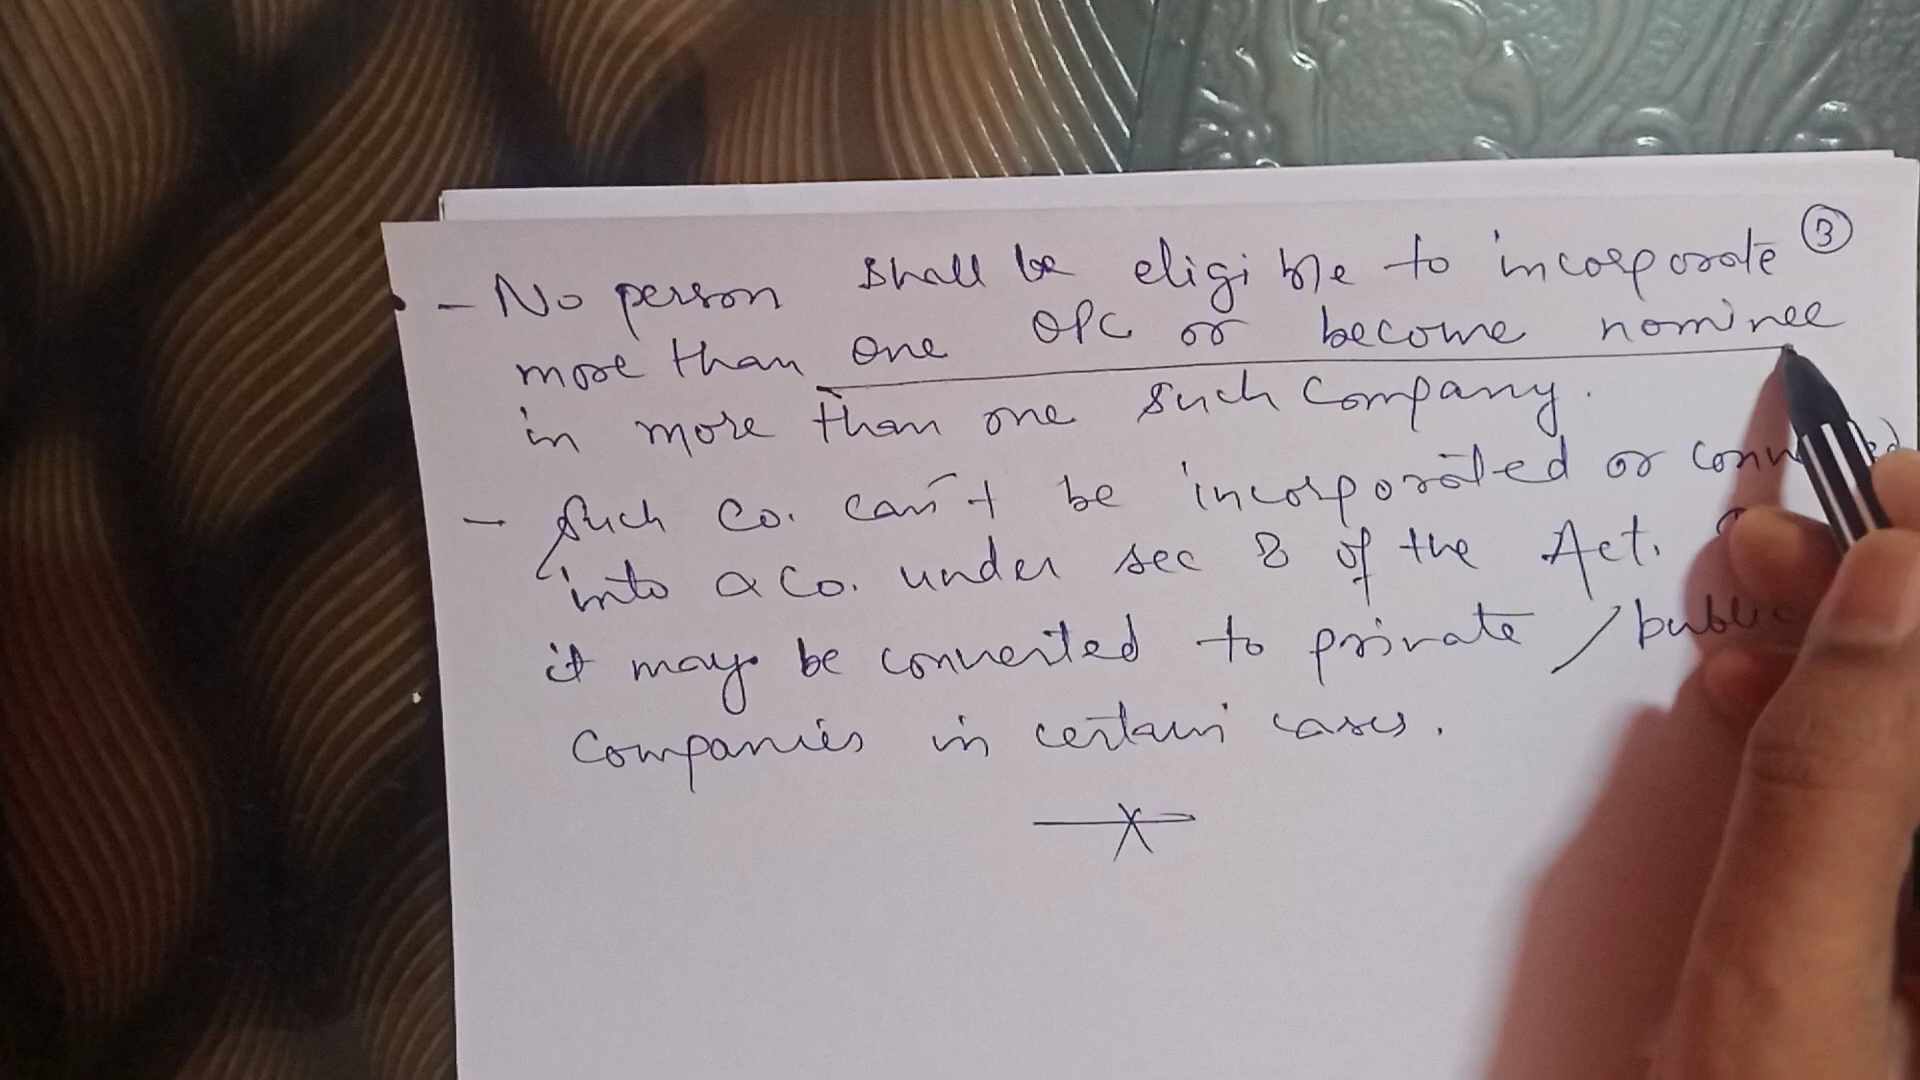 - No person shall be eligible to incorporate ③
more than one OPC or become nominee
in more than one such company.
- Such Co. can't be incorporated or
into a Co. under sec 8 of the Act.
it may be converted to private / public
Companies in certain cases.